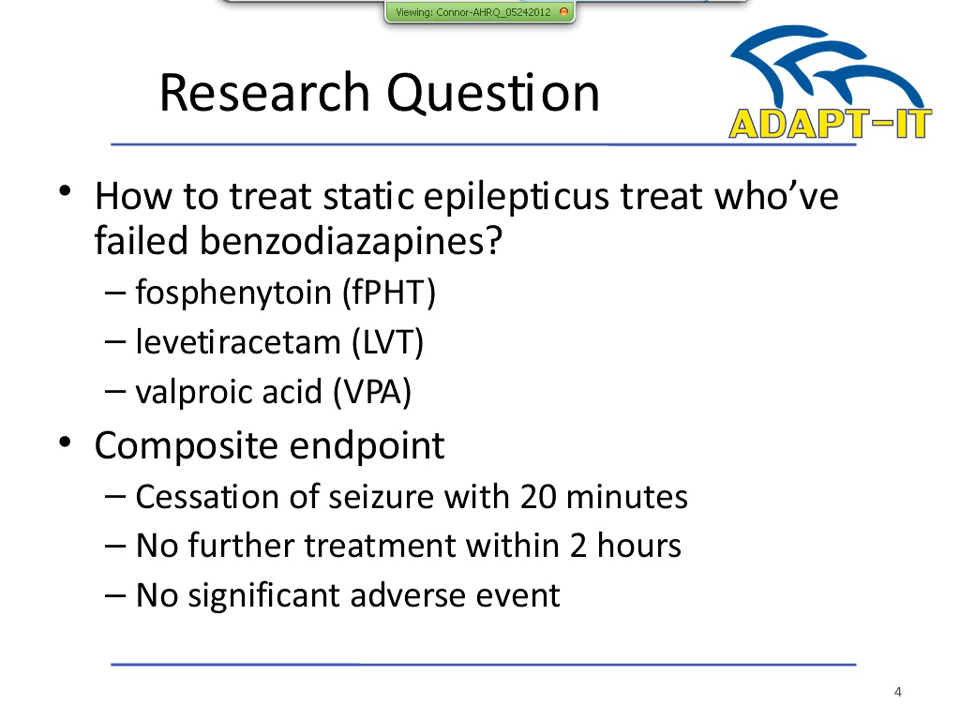 Viewing: Connor-AHRQ_05242012
Research Question
ADAPT-IT
• How to treat static epilepticus treat who’ve
failed benzodiazapines?
– fosphenytoin (fPHT)
– levetiracetam (LVT)
– valproic acid (VPA)
• Composite endpoint
– Cessation of seizure with 20 minutes
– No further treatment within 2 hours
– No significant adverse event
4